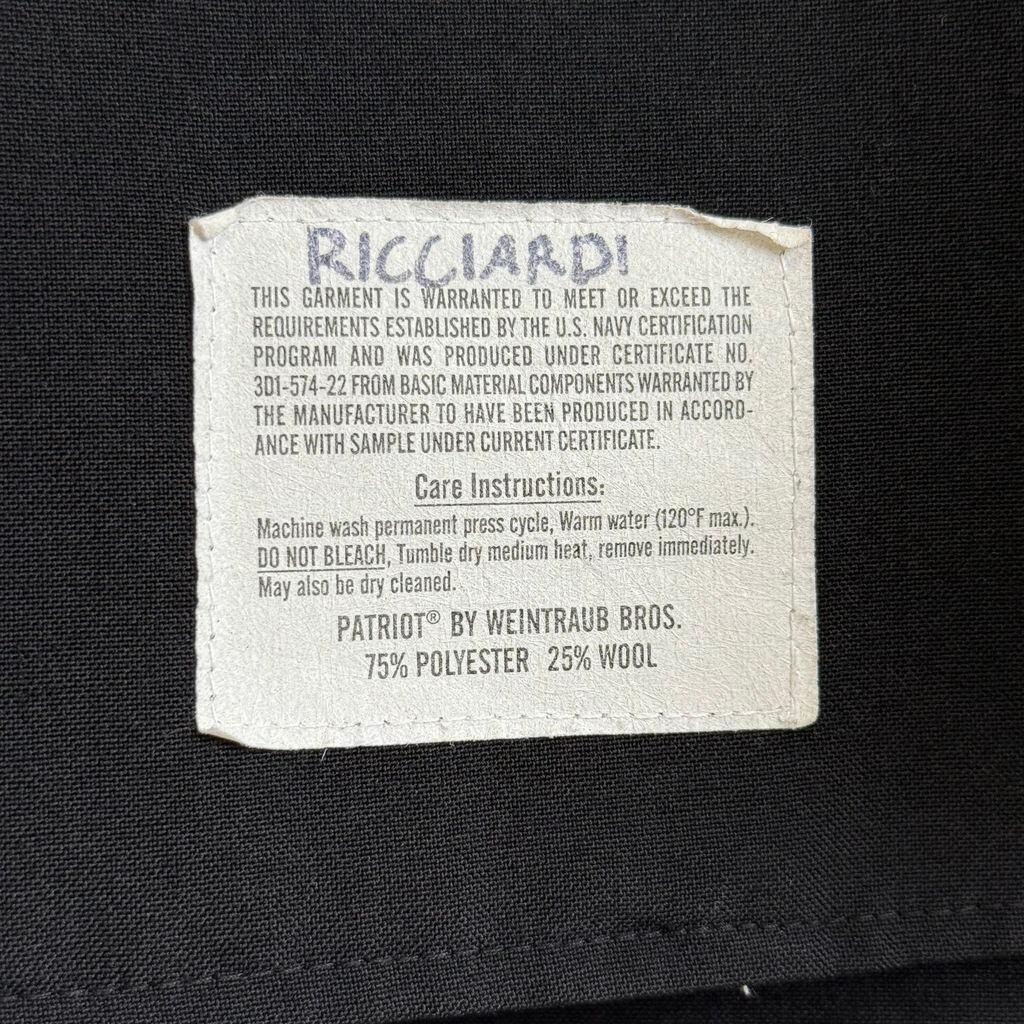 RICCIARDI
THIS GARMENT IS WARRANTED TO MEET OR EXCEED THE
REQUIREMENTS ESTABLISHED BY THE U.S. NAVY CERTIFICATION
PROGRAM AND WAS PRODUCED UNDER CERTIFICATE NO.
3D1-574-22 FROM BASIC MATERIAL COMPONENTS WARRANTED BY
THE MANUFACTURER TO HAVE BEEN PRODUCED IN ACCORD-
ANCE WITH SAMPLE UNDER CURRENT CERTIFICATE.
Care Instructions:
Machine wash permanent press cycle, Warm water (120°F max.).
DO NOT BLEACH, Tumble dry medium heat, remove immediately.
May also be dry cleaned.
PATRIOT® BY WEINTRAUB BROS.
75% POLYESTER 25% WOOL